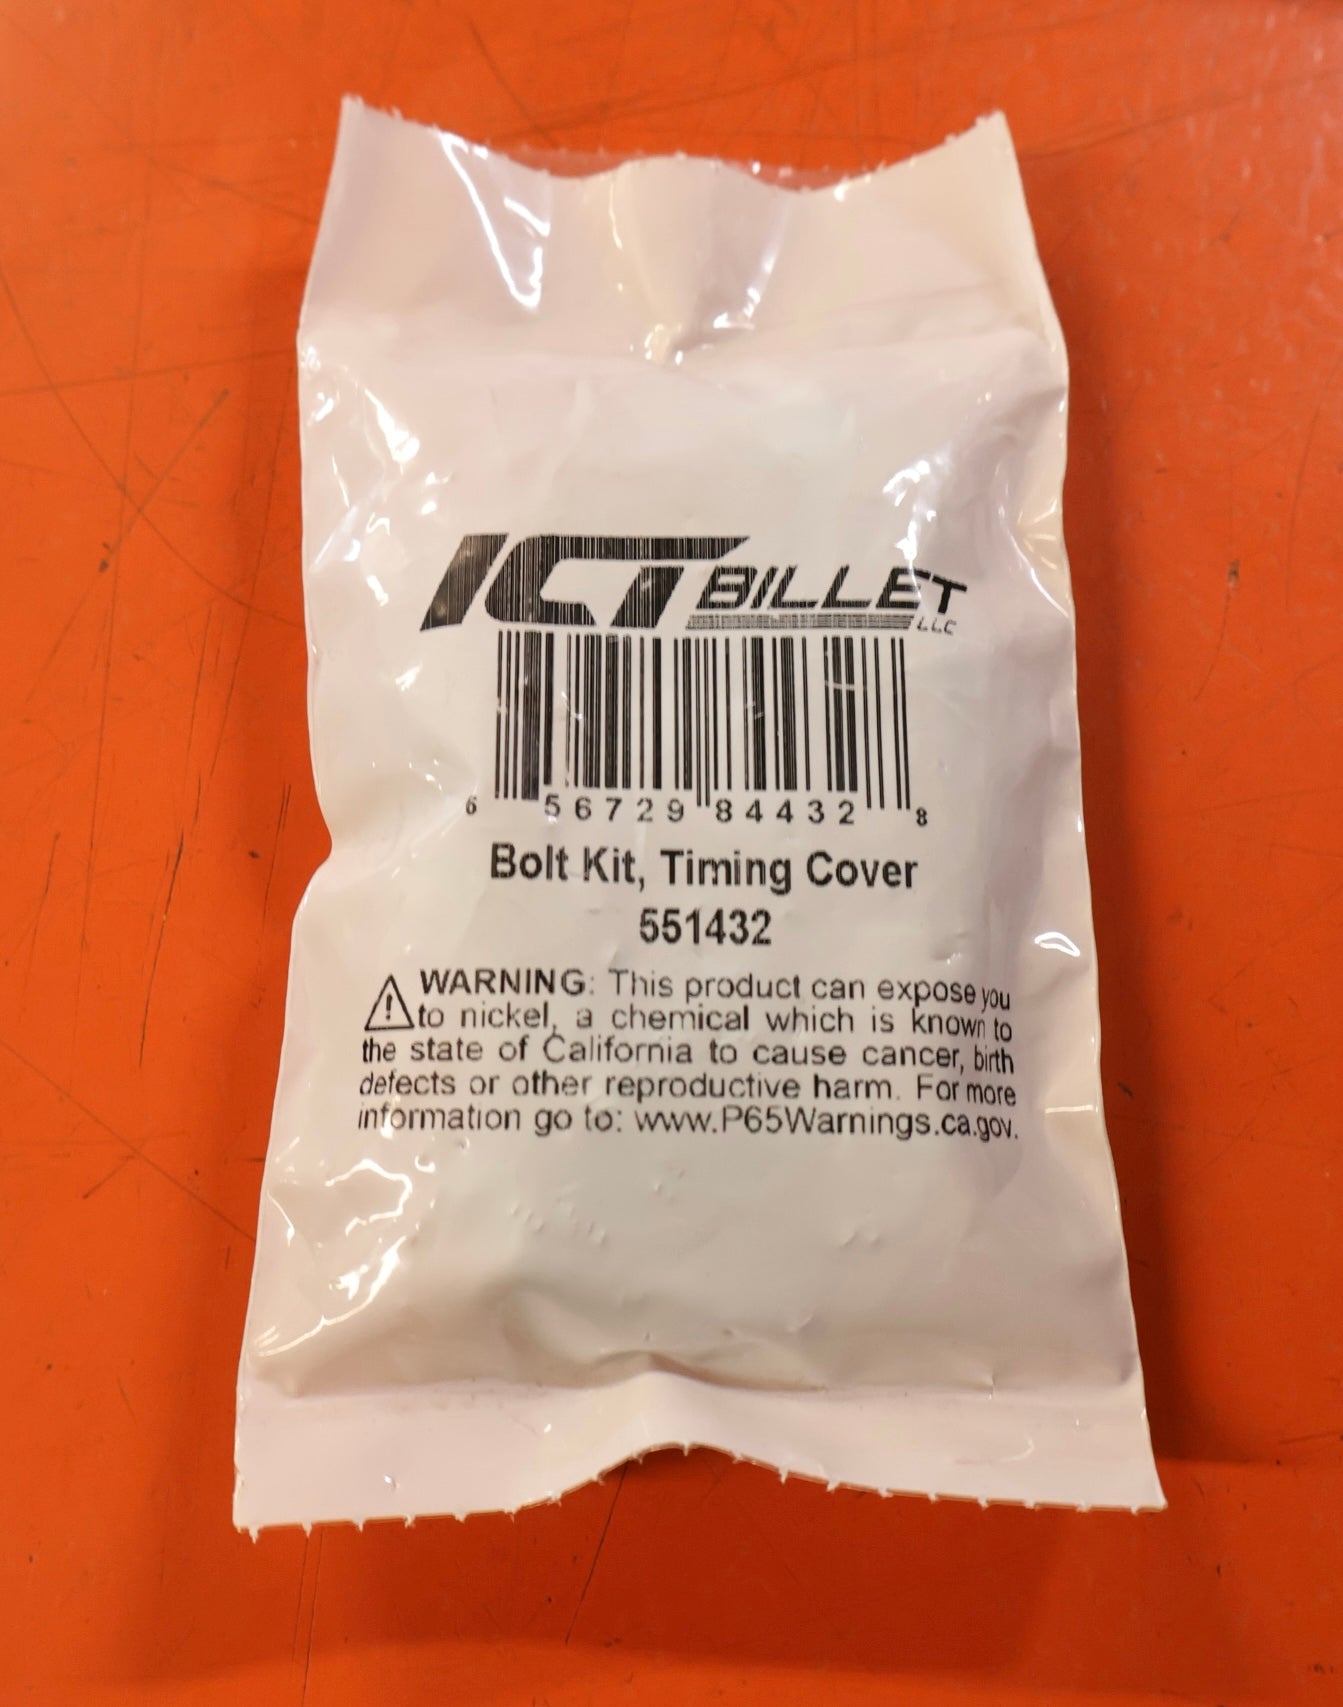 ICT BILLET
LLC
6 56729 84432 8
Bolt Kit, Timing Cover
551432
WARNING: This product can expose you
to nickel, a chemical which is known to
the state of California to cause cancer, birth
defects or other reproductive harm. For more
information go to: www.P65Warnings.ca.gov.